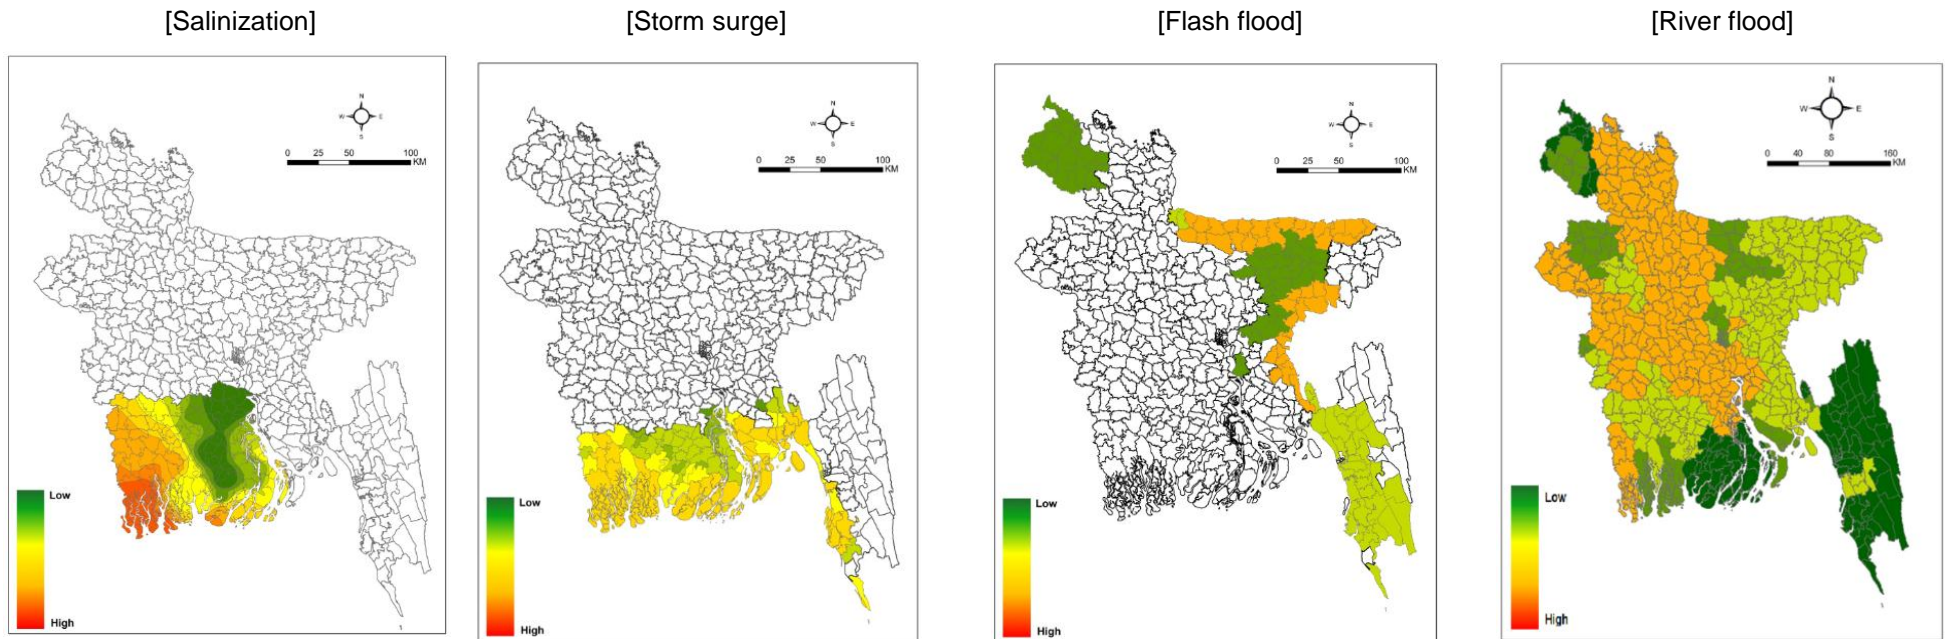 [Salinization]
[Storm surge]
[Flash flood]
[River flood]
N
W E
S
0 25 50 100
KM
Low
High
N
W E
S
0 25 50 100
KM
Low
High
N
W E
S
0 25 50 100
KM
Low
High
N
W E
S
0 40 80 160
KM
Low
High